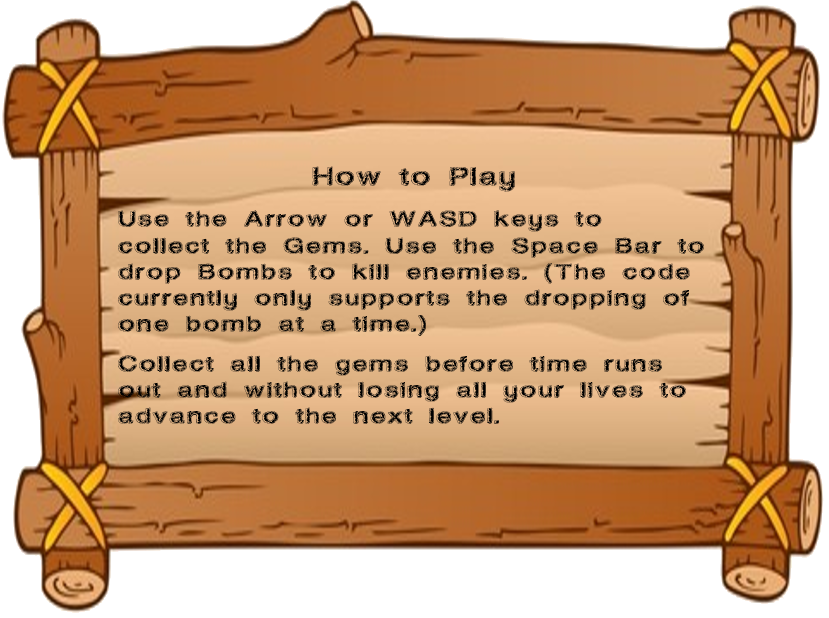 How to Play
Use the Arrow or WASD keys to
collect the Gems. Use the Space Bar to
drop Bombs to kill enemies. (The code
currently only supports the dropping of
one bomb at a time.)
Collect all the gems before time runs
out and without losing all your lives to
advance to the next level.